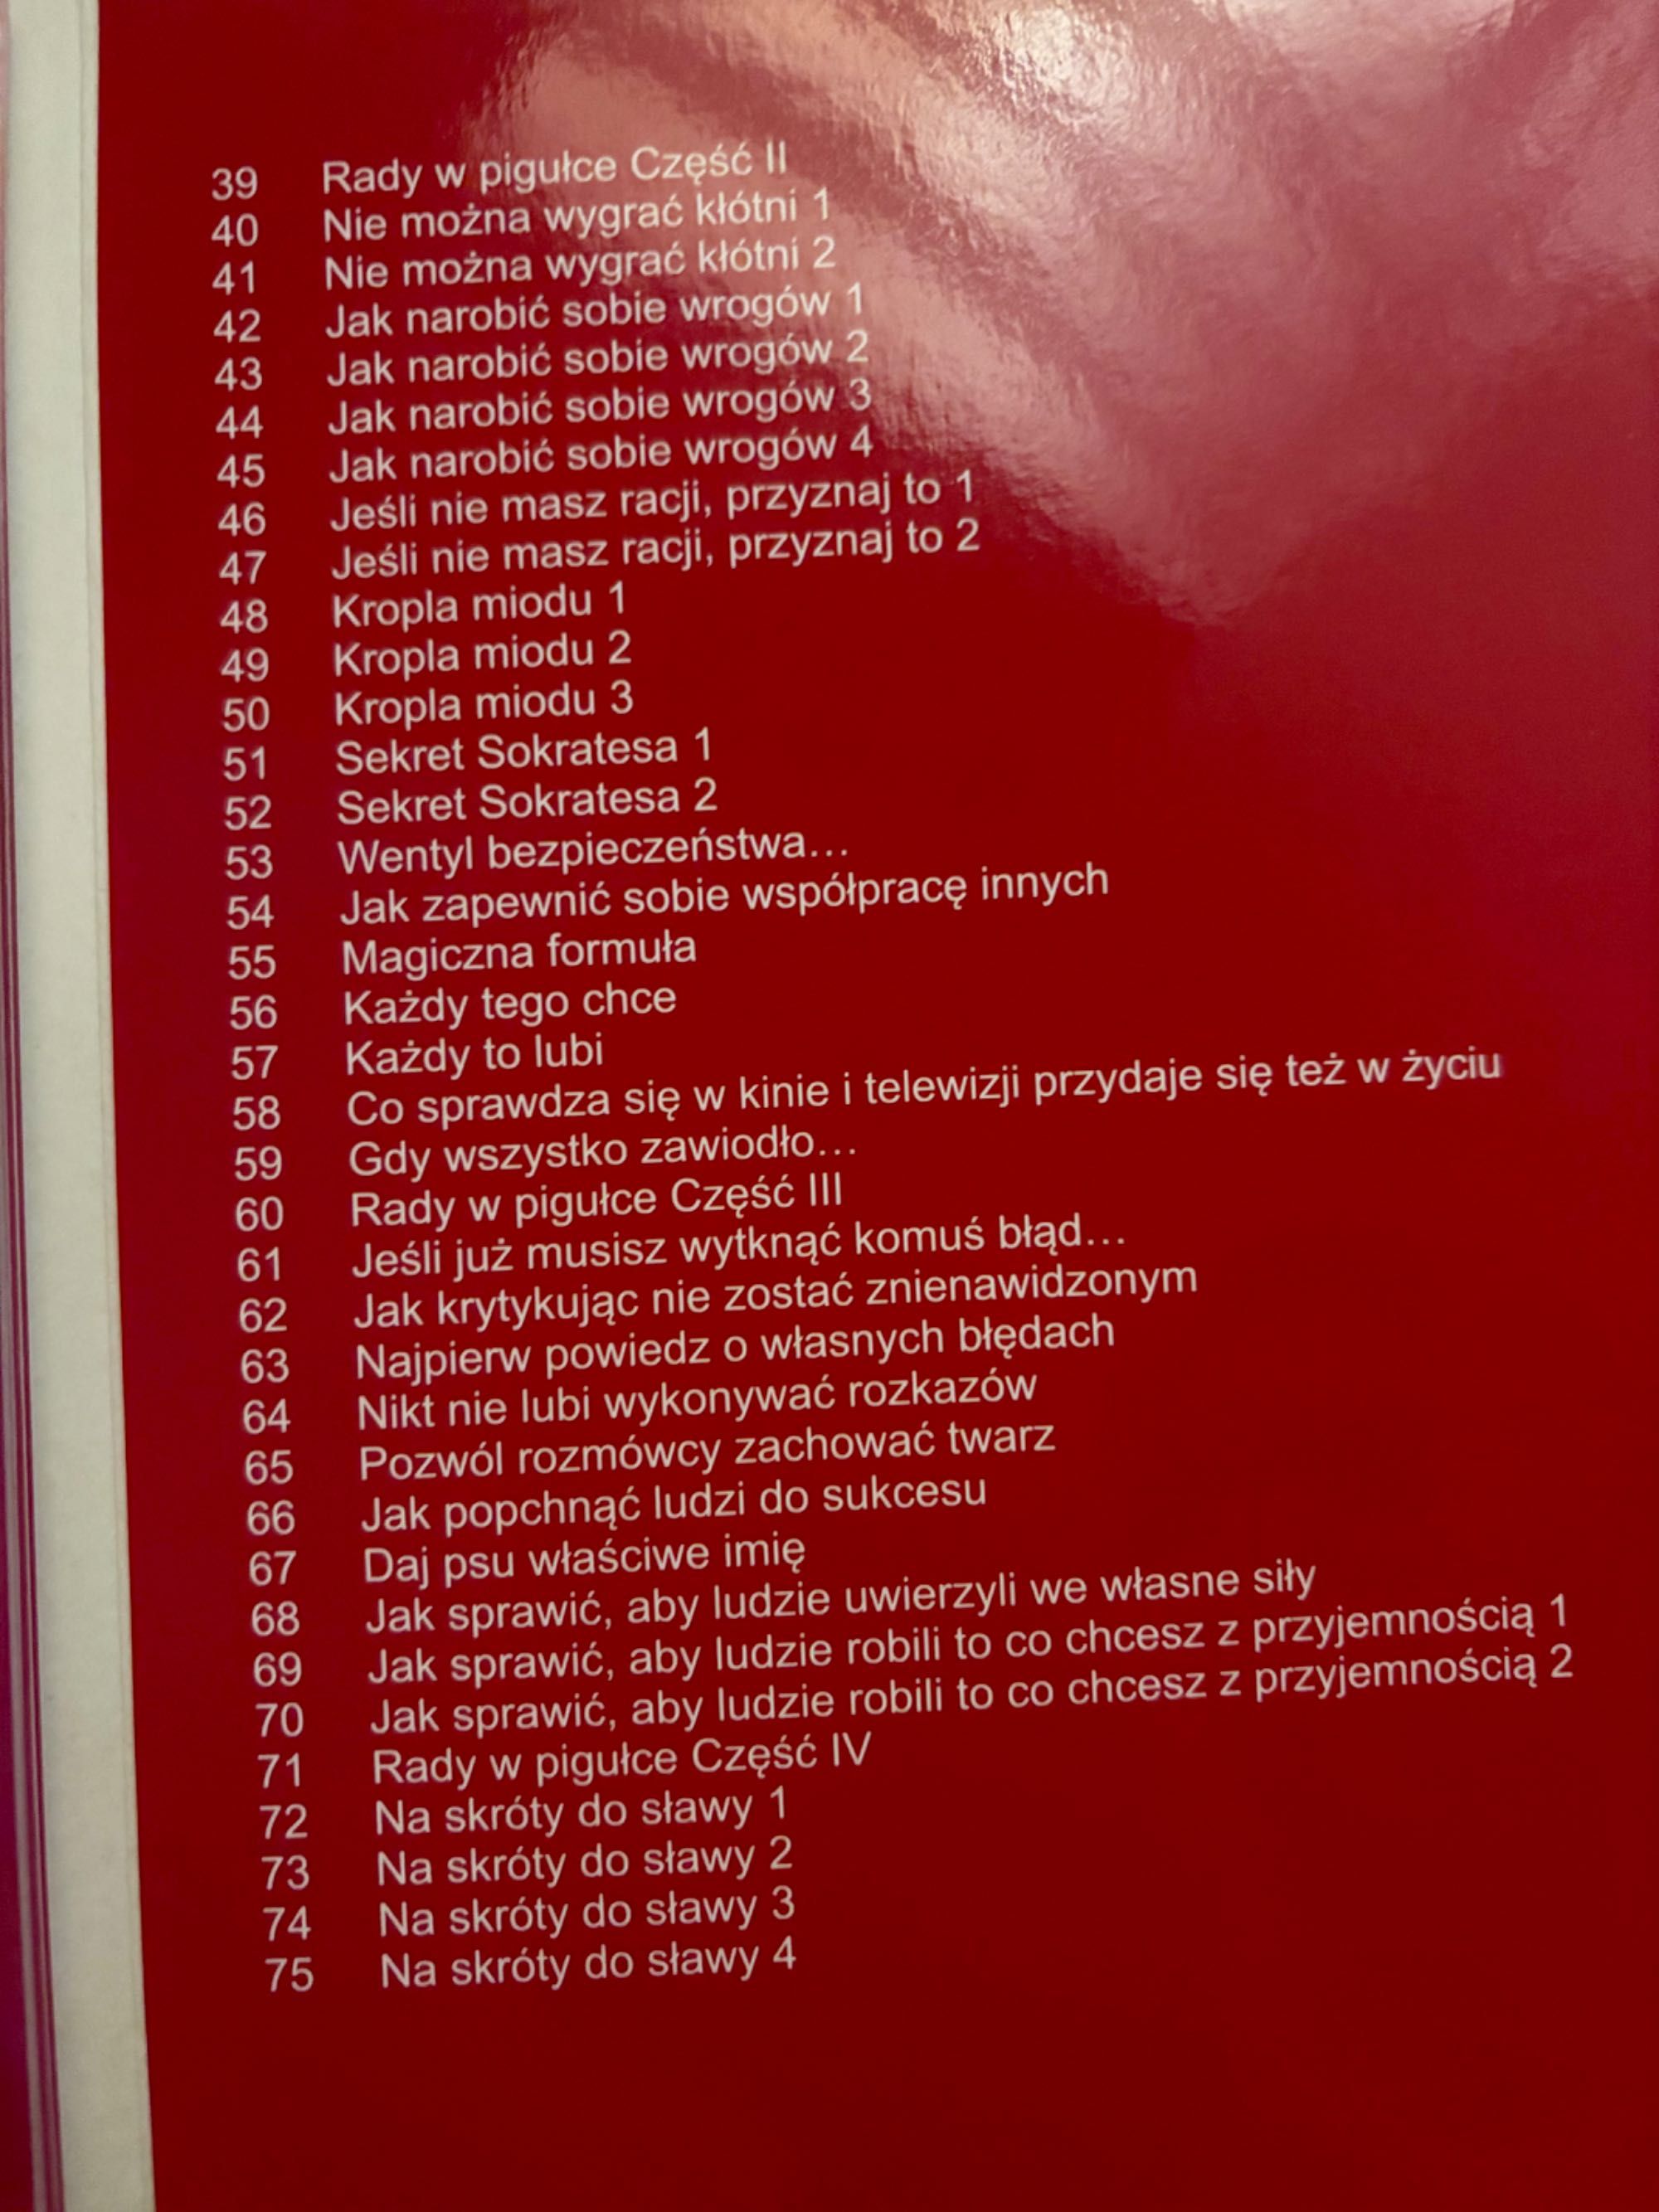 39 Rady w pigułce Część II
40 Nie można wygrać kłótni 1
41 Nie można wygrać kłótni 2
42 Jak narobić sobie wrogów 1
43 Jak narobić sobie wrogów 2
44 Jak narobić sobie wrogów 3
45 Jak narobić sobie wrogów 4
46 Jeśli nie masz racji, przyznaj to 1
47 Jeśli nie masz racji, przyznaj to 2
48 Kropla miodu 1
49 Kropla miodu 2
50 Kropla miodu 3
51 Sekret Sokratesa 1
52 Sekret Sokratesa 2
53 Wentyl bezpieczeństwa...
54 Jak zapewnić sobie współpracę innych
55 Magiczna formuła
56 Każdy tego chce
57 Każdy to lubi
58 Co sprawdza się w kinie i telewizji przydaje się też w życiu
59 Gdy wszystko zawiodło...
60 Rady w pigułce Część III
61 Jeśli już musisz wytknąć komuś błąd...
62 Jak krytykując nie zostać znienawidzonym
63 Najpierw powiedz o własnych błędach
64 Nikt nie lubi wykonywać rozkazów
65 Pozwól rozmówcy zachować twarz
66 Jak popchnąć ludzi do sukcesu
67 Daj psu właściwe imię
68 Jak sprawić, aby ludzie uwierzyli we własne siły
69 Jak sprawić, aby ludzie robili to co chcesz z przyjemnością 1
70 Jak sprawić, aby ludzie robili to co chcesz z przyjemnością 2
71 Rady w pigułce Część IV
72 Na skróty do sławy 1
73 Na skróty do sławy 2
74 Na skróty do sławy 3
75 Na skróty do sławy 4